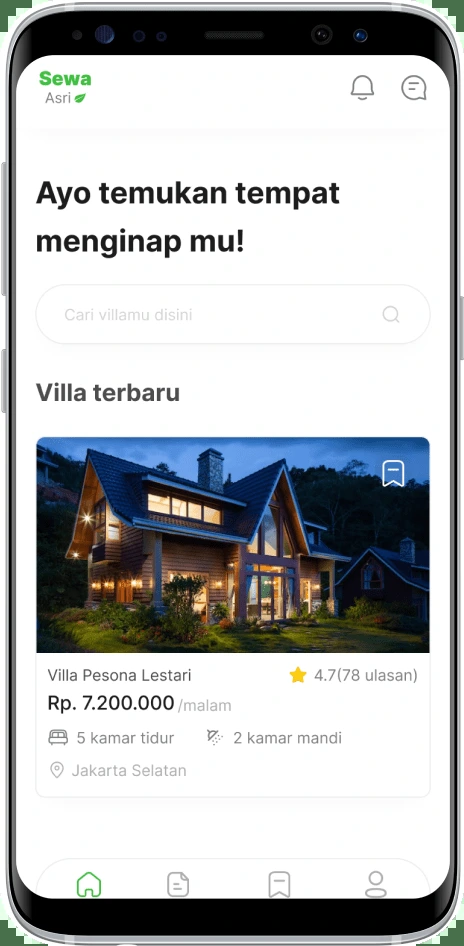 Sewa
Asri
Ayo temukan tempat
menginap mu!
Cari villamu disini
Villa terbaru
Villa Pesona Lestari
4.7(78 ulasan)
Rp. 7.200.000 /malam
5 kamar tidur
2 kamar mandi
Jakarta Selatan